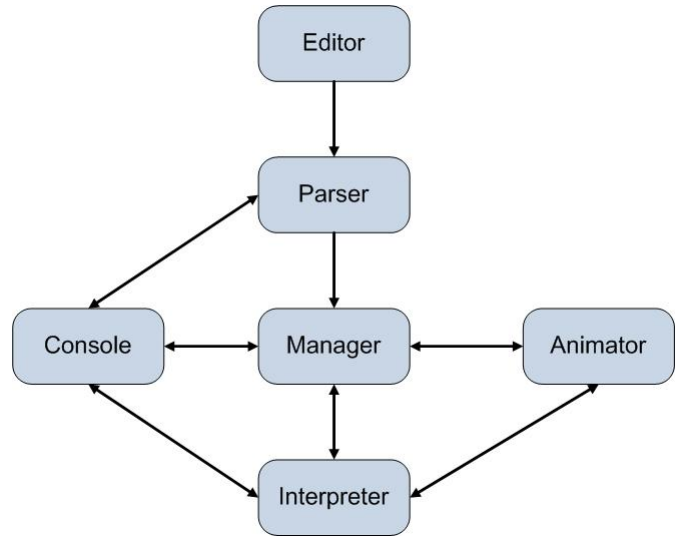 Editor
Parser
Console
Manager
Animator
Interpreter